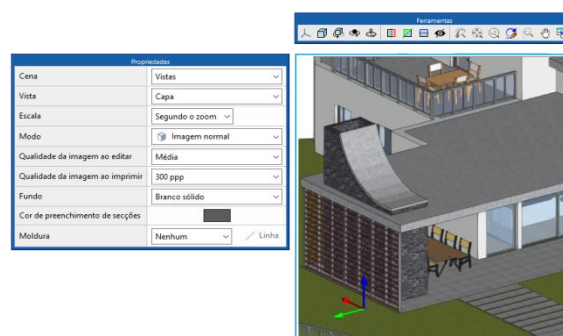 Ferramentas
Propriedades
Cena Vistas
Vista Capa
Escala Segundo o zoom
Modo Imagem normal
Qualidade da imagem ao editar Média
Qualidade da imagem ao imprimir 300 ppp
Fundo Branco sólido
Cor de preenchimento de secções
Moldura Nenhum Linha